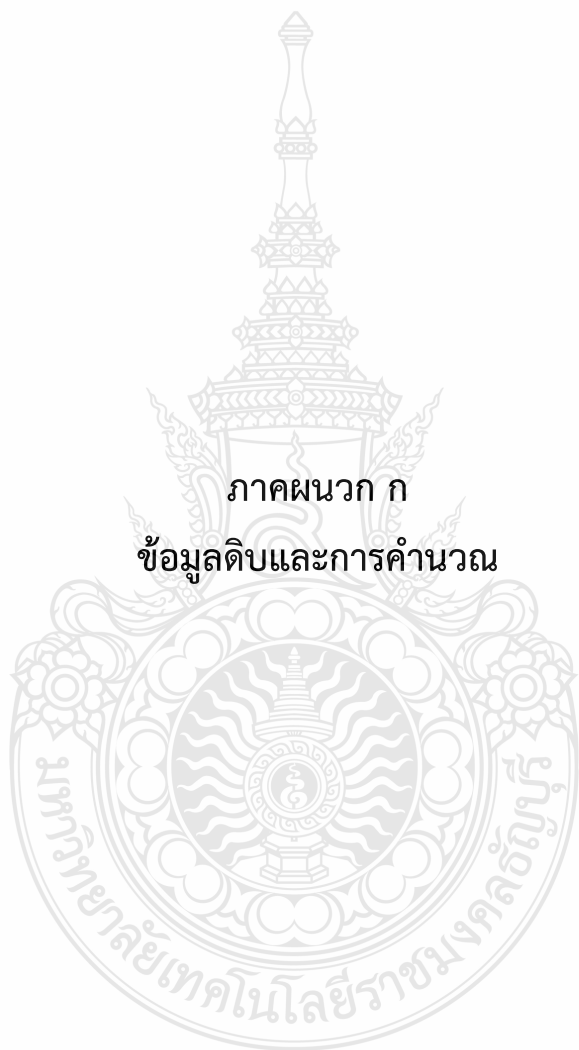 ภาคผนวก ก
ข้อมูลดิบและการคำนวณ
มหาวิทยาลัยเทคโนโลยีราชมงคลธัญบุรี